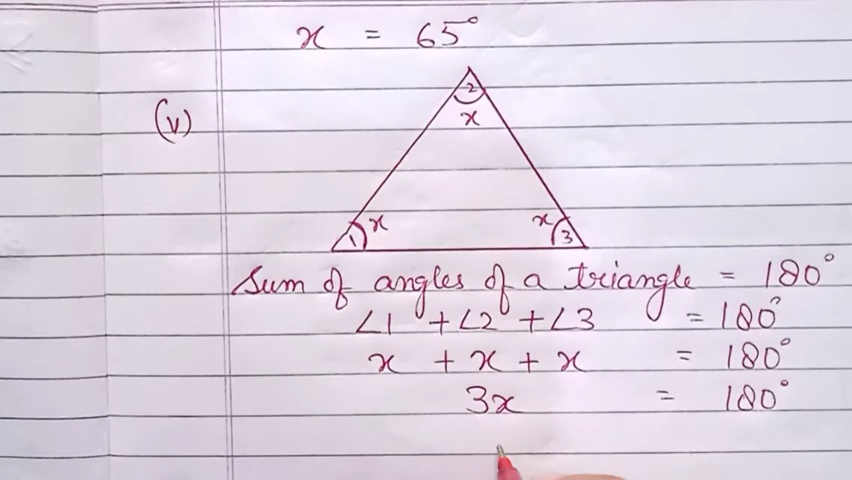 x = 65°
(v)
2
x
x
x
1
3
Sum of angles of a triangle = 180°
∠1 + ∠2 + ∠3 = 180°
x + x + x = 180°
3x = 180°